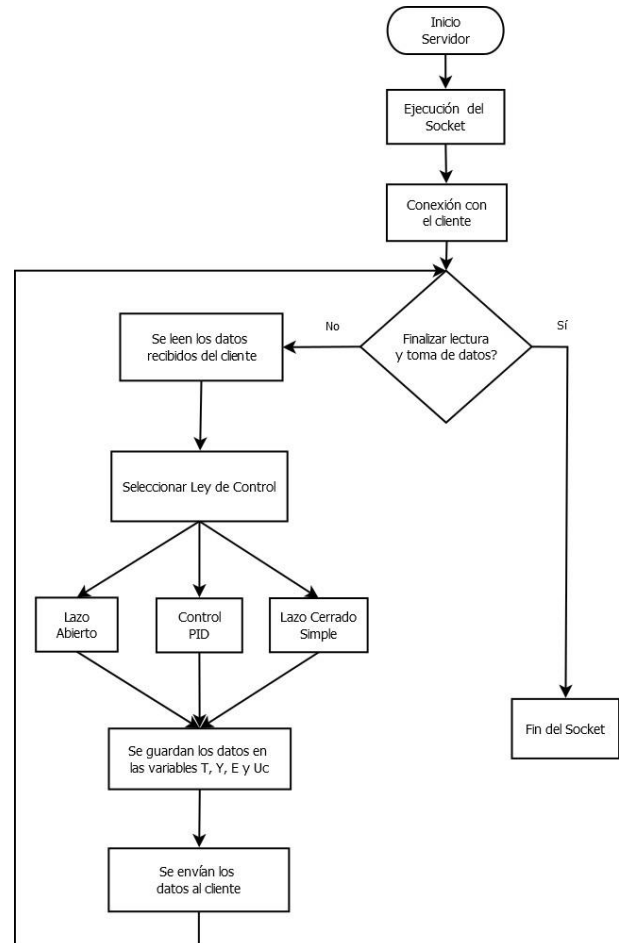 Inicio
Servidor
Ejecución del
Socket
Conexión con
el cliente
Finalizar lectura
y toma de datos?
No
Sí
Se leen los datos
recibidos del cliente
Seleccionar Ley de Control
Lazo
Abierto
Control
PID
Lazo Cerrado
Simple
Se guardan los datos en
las variables T, Y, E y Uc
Fin del Socket
Se envían los
datos al cliente